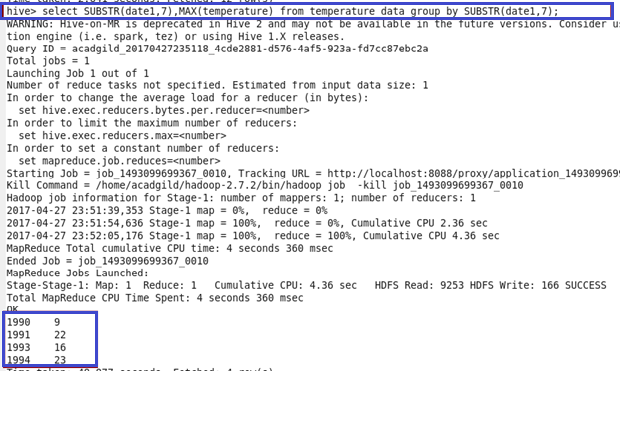 hive> select SUBSTR(date1,7),MAX(temperature) from temperature data group by SUBSTR(date1,7);
WARNING: Hive-on-MR is deprecated in Hive 2 and may not be available in the future versions. Consider
tion engine (i.e. spark, tez) or using Hive 1.X releases.
Query ID = acadgild_20170427235118_4cde2881-d576-4af5-923a-fd7cc87ebc2a
Total jobs = 1
Launching Job 1 out of 1
Number of reduce tasks not specified. Estimated from input data size: 1
In order to change the average load for a reducer (in bytes):
set hive.exec.reducers.bytes.per.reducer=<number>
In order to limit the maximum number of reducers:
set hive.exec.reducers.max=<number>
In order to set a constant number of reducers:
set mapreduce.job.reduces=<number>
Starting Job = job_1493099699367_0010, Tracking URL = http://localhost:8088/proxy/application_14930996
Kill Command = /home/acadgild/hadoop-2.7.2/bin/hadoop job -kill job_1493099699367_0010
Hadoop job information for Stage-1: number of mappers: 1; number of reducers: 1
2017-04-27 23:51:39,353 Stage-1 map = 0%, reduce = 0%
2017-04-27 23:51:54,636 Stage-1 map = 100%, reduce = 0%, Cumulative CPU 2.36 sec
2017-04-27 23:52:05,176 Stage-1 map = 100%, reduce = 100%, Cumulative CPU 4.36 sec
MapReduce Total cumulative CPU time: 4 seconds 360 msec
Ended Job = job_1493099699367_0010
MapReduce Jobs Launched:
Stage-Stage-1: Map: 1 Reduce: 1 Cumulative CPU: 4.36 sec HDFS Read: 9253 HDFS Write: 166 SUCCESS
Total MapReduce CPU Time Spent: 4 seconds 360 msec
OK
1990 9
1991 22
1993 16
1994 23